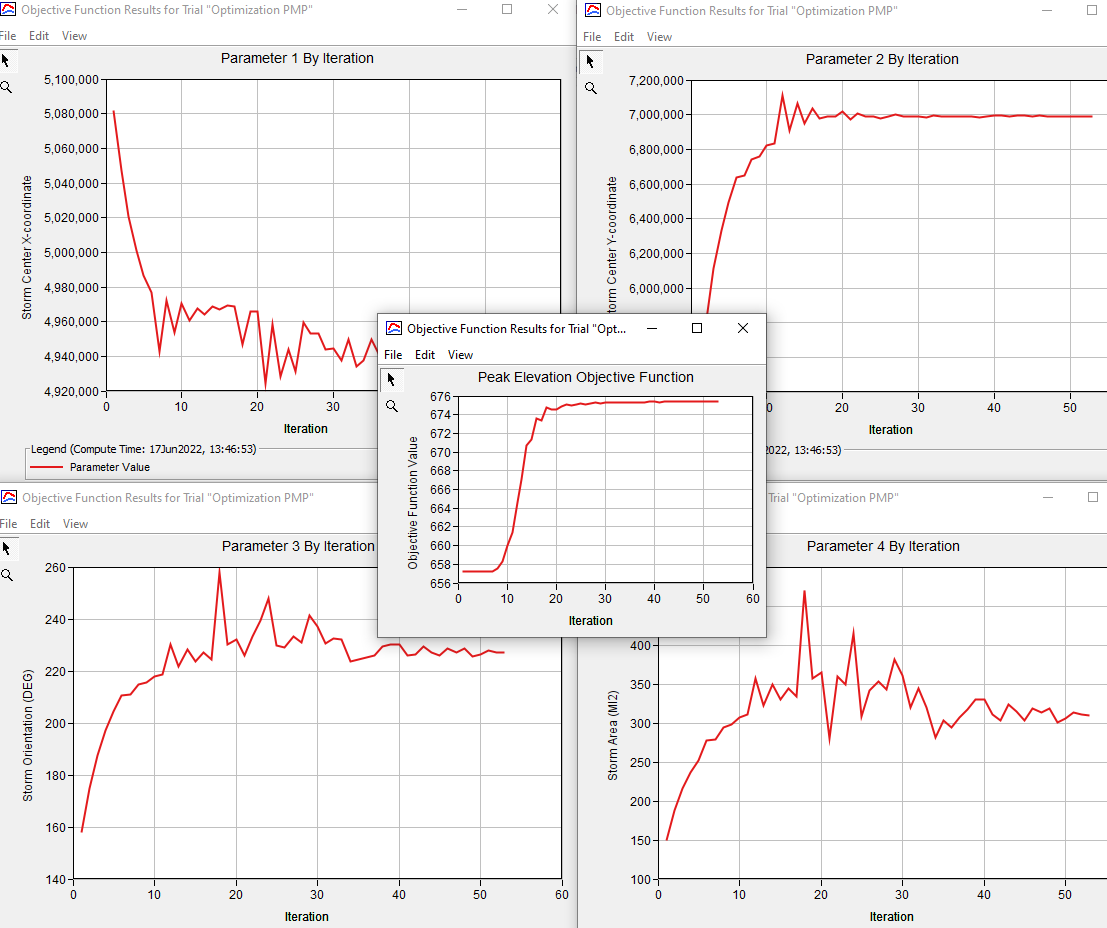 Objective Function Results for Trial "Optimization PMP"
File Edit View
Parameter 1 By Iteration
5,100,000
5,080,000
5,060,000
5,040,000
5,020,000
5,000,000
4,980,000
4,960,000
4,940,000
4,920,000
Storm Center X-coordinate
0 10 20 30
Iteration
Legend (Compute Time: 17Jun2022, 13:46:53)
Parameter Value
Objective Function Results for Trial "Optimization PMP"
File Edit View
Parameter 2 By Iteration
7,200,000
7,000,000
6,800,000
6,600,000
6,400,000
6,200,000
6,000,000
torm Center Y-coordinate
0 20 30 40 50
Iteration
022, 13:46:53)
Objective Function Results for Trial "Opt...
File Edit View
Peak Elevation Objective Function
676
674
672
670
668
666
664
662
660
658
656
Objective Function Value
0 10 20 30 40 50 60
Iteration
Objective Function Results for Trial "Optimization PMP"
File Edit View
Parameter 3 By Iteration
260
240
220
200
180
160
140
Storm Orientation (DEG)
0 10 20 30 40 50 60
Iteration
Trial "Optimization PMP"
Parameter 4 By Iteration
400
350
300
250
200
150
100
Storm Area (MI2)
0 10 20 30 40 50
Iteration